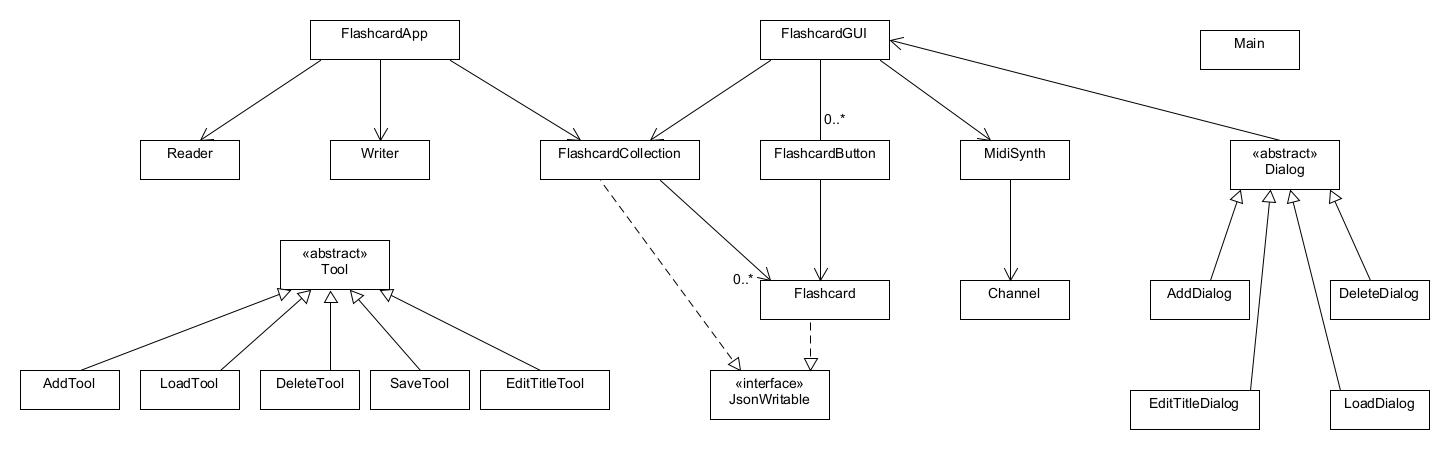 FlashcardApp
FlashcardGUI
Main
0..*
Reader
Writer
FlashcardCollection
FlashcardButton
MidiSynth
«abstract»
Dialog
«abstract»
Tool
0..*
Flashcard
Channel
AddDialog
DeleteDialog
AddTool
LoadTool
DeleteTool
SaveTool
EditTitleTool
«interface»
JsonWritable
EditTitleDialog
LoadDialog